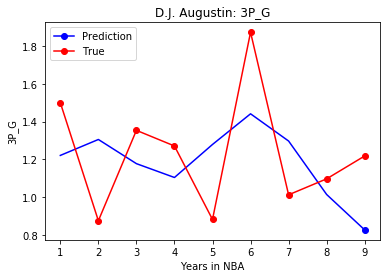 D.J. Augustin: 3P_G
Prediction
True
3P_G
1.8
1.6
1.4
1.2
1.0
0.8
1 2 3 4 5 6 7 8 9
Years in NBA